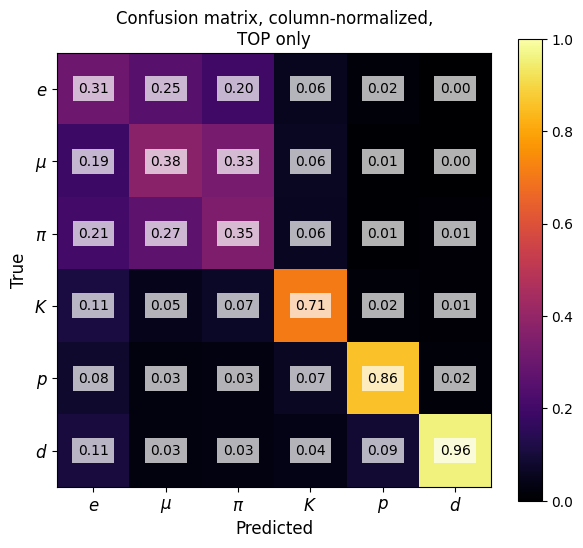 Confusion matrix, column-normalized,
TOP only
True
e 0.31 0.25 0.20 0.06 0.02 0.00
μ 0.19 0.38 0.33 0.06 0.01 0.00
π 0.21 0.27 0.35 0.06 0.01 0.01
K 0.11 0.05 0.07 0.71 0.02 0.01
p 0.08 0.03 0.03 0.07 0.86 0.02
d 0.11 0.03 0.03 0.04 0.09 0.96
e μ π K p d
Predicted
1.0
0.8
0.6
0.4
0.2
0.0